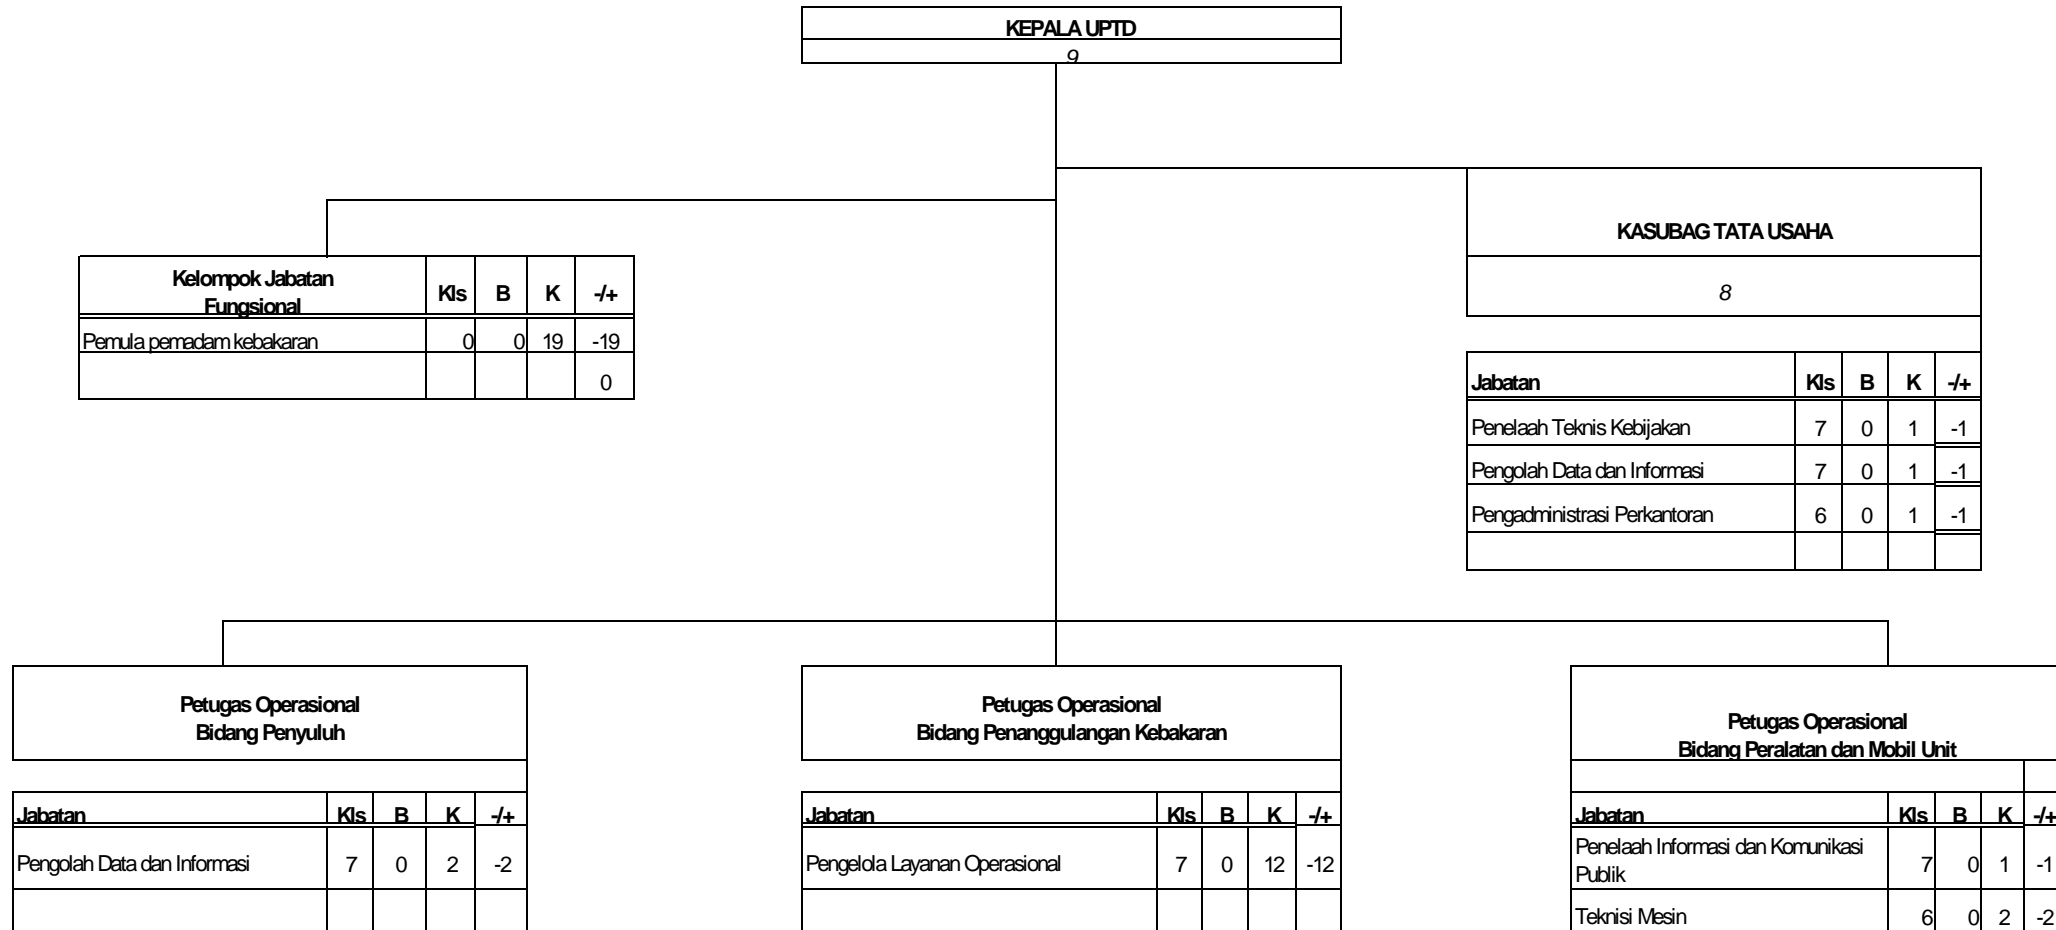 KEPALA UPTD
9
KASUBAG TATA USAHA
8
Kelompok Jabatan
Fungsional Kls B K -/+
Pemula pemadam kebakaran 0 0 19 -19
0
Jabatan Kls B K -/+
Penelaah Teknis Kebijakan 7 0 1 -1
Pengolah Data dan Informasi 7 0 1 -1
Pengadministrasi Perkantoran 6 0 1 -1
Petugas Operasional
Bidang Penyuluh
Jabatan Kls B K -/+
Pengolah Data dan Informasi 7 0 2 -2
Petugas Operasional
Bidang Penanggulangan Kebakaran
Jabatan Kls B K -/+
Pengelola Layanan Operasional 7 0 12 -12
Petugas Operasional
Bidang Peralatan dan Mobil Unit
Jabatan Kls B K -/+
Penelaah Informasi dan Komunikasi
Publik 7 0 1 -1
Teknisi Mesin 6 0 2 -2